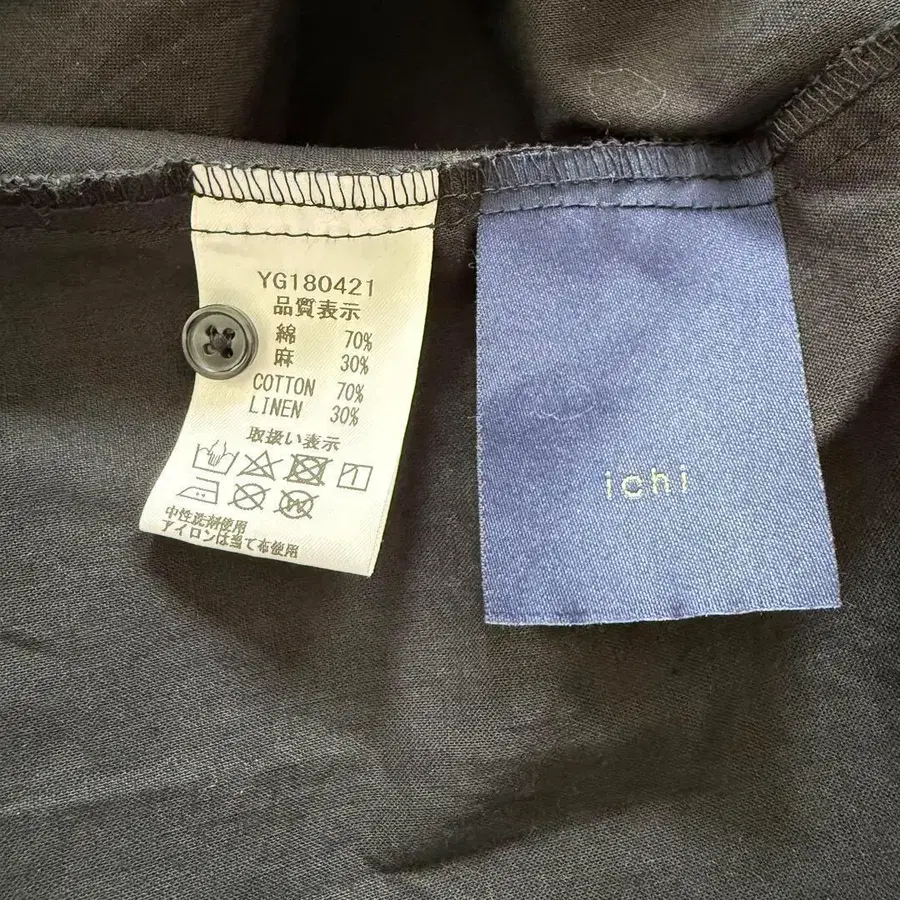 YG180421
品質表示
綿 70%
麻 30%
COTTON 70%
LINEN 30%
取扱い表示
中性洗剤使用
アイロンは当て布使用
ichi